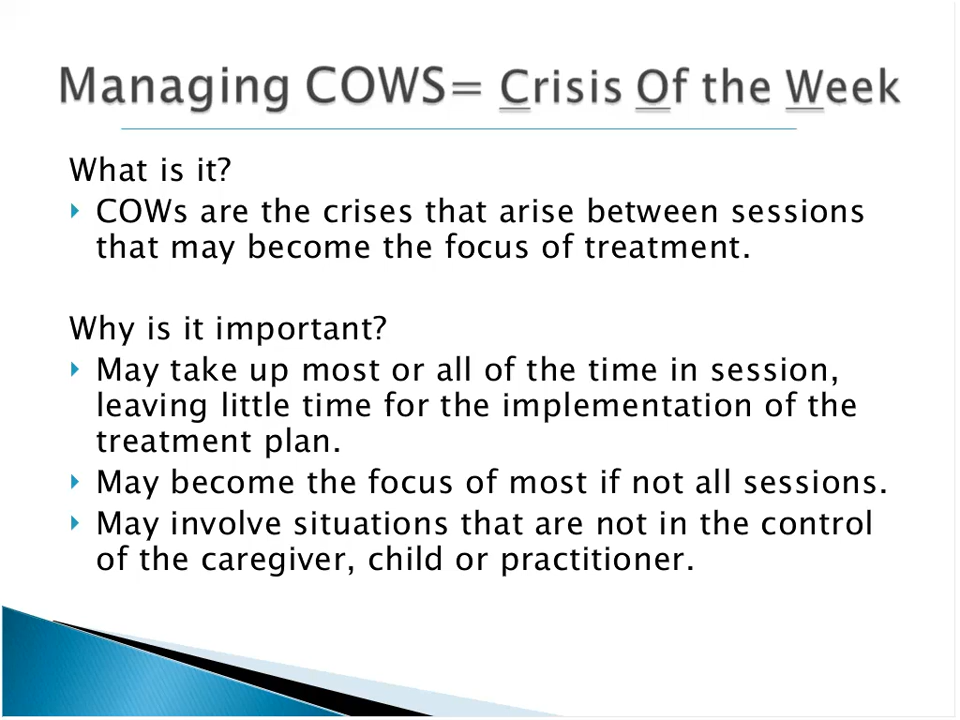 Managing COWS= Crisis Of the Week
What is it?
COWs are the crises that arise between sessions
that may become the focus of treatment.
Why is it important?
May take up most or all of the time in session,
leaving little time for the implementation of the
treatment plan.
May become the focus of most if not all sessions.
May involve situations that are not in the control
of the caregiver, child or practitioner.